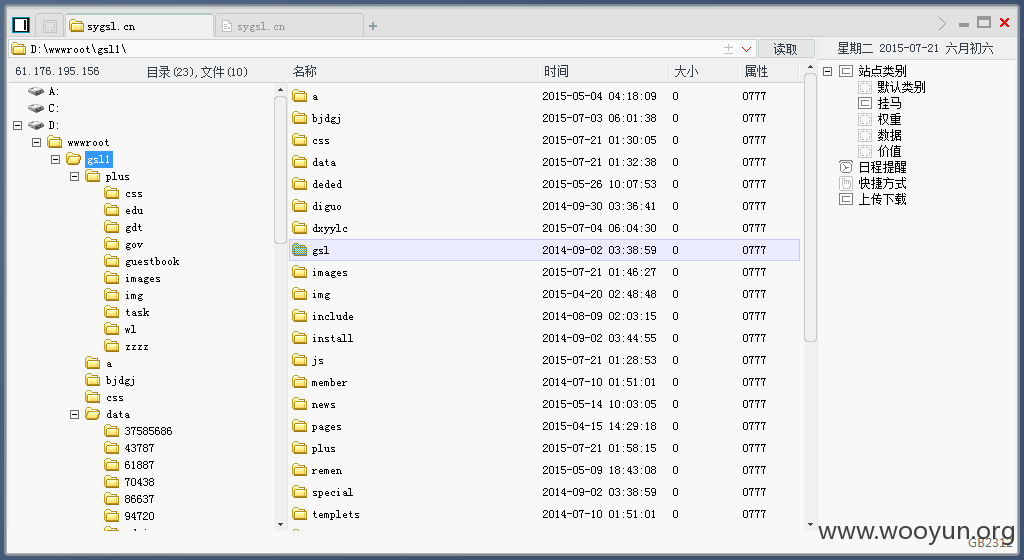 sygsl.cn
sygsl.cn
D:\wwwroot\gsl1\
读取
星期二 2015-07-21 六月初六
61.176.195.156
目录(23),文件(10)
名称
时间
大小
属性
A:
C:
D:
wwwroot
gsl1
plus
css
edu
gdt
gov
guestbook
images
img
task
wl
zzzz
a
bjdgj
css
data
37585686
43787
61887
70438
86637
94720
a 2015-05-04 04:18:09 0 0777
bjdgj 2015-07-03 06:01:38 0 0777
css 2015-07-21 01:30:05 0 0777
data 2015-07-21 01:32:38 0 0777
deded 2015-05-26 10:07:53 0 0777
diguo 2014-09-30 03:36:41 0 0777
dxyylc 2015-07-04 06:04:30 0 0777
gsl 2014-09-02 03:38:59 0 0777
images 2015-07-21 01:46:27 0 0777
img 2015-04-20 02:48:48 0 0777
include 2014-08-09 02:03:15 0 0777
install 2014-09-02 03:44:55 0 0777
js 2015-07-21 01:28:53 0 0777
member 2014-07-10 01:51:01 0 0777
news 2015-05-14 10:03:05 0 0777
pages 2015-04-15 14:29:18 0 0777
plus 2015-07-21 01:58:15 0 0777
remen 2015-05-09 18:43:08 0 0777
special 2014-09-02 03:38:59 0 0777
templets 2014-07-10 01:51:01 0 0777
站点类别
默认类别
挂马
权重
数据
价值
日程提醒
快捷方式
上传下载
www.wooyun.org
GB2312